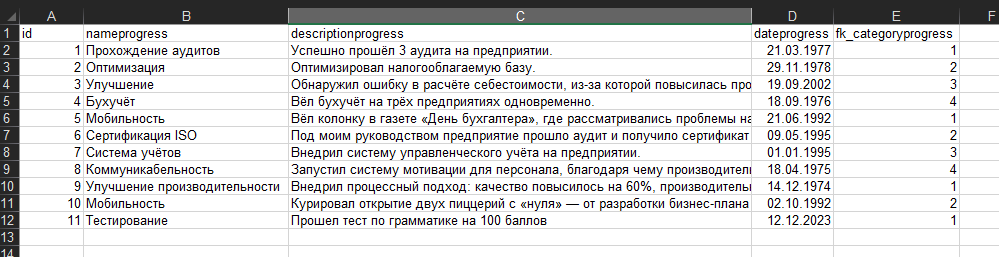 A B C D E F
1 id nameprogress descriptionprogress dateprogress fk_categoryprogress
2 1 Прохождение аудитов Успешно прошёл 3 аудита на предприятии. 21.03.1977 1
3 2 Оптимизация Оптимизировал налогооблагаемую базу. 29.11.1978 2
4 3 Улучшение Обнаружил ошибку в расчёте себестоимости, из-за которой повысилась про 19.09.2002 3
5 4 Бухучёт Вёл бухучёт на трёх предприятиях одновременно. 18.09.1976 4
6 5 Мобильность Вёл колонку в газете «День бухгалтера», где рассматривались проблемы на 21.06.1992 1
7 6 Сертификация ISO Под моим руководством предприятие прошло аудит и получило сертификат 09.05.1995 2
8 7 Система учётов Внедрил систему управленческого учёта на предприятии. 01.01.1995 3
9 8 Коммуникабельность Запустил систему мотивации для персонала, благодаря чему производител 18.04.1975 4
10 9 Улучшение производительности Внедрил процессный подход: качество повысилось на 60%, производитель 14.12.1974 1
11 10 Мобильность Курировал открытие двух пиццерий с «нуля» — от разработки бизнес-плана 02.10.1992 2
12 11 Тестирование Прошел тест по грамматике на 100 баллов 12.12.2023 1
13
14